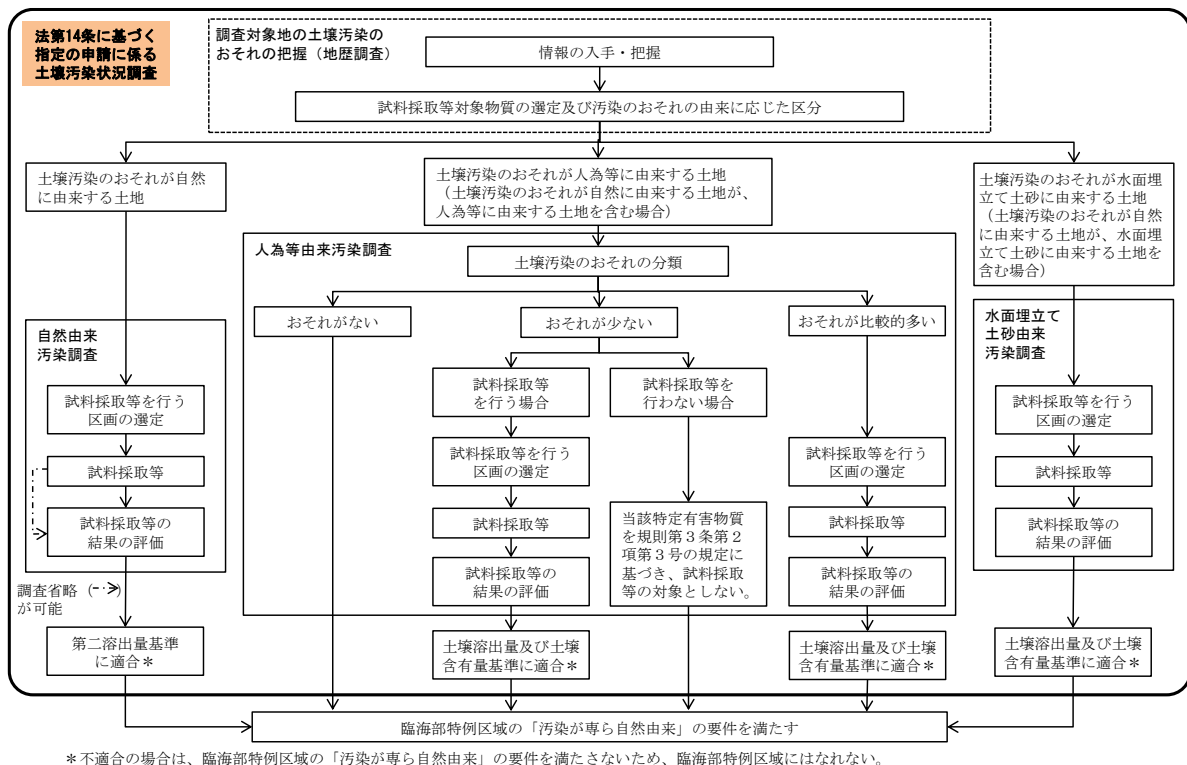 法第14条に基づく
指定の申請に係る
土壌汚染状況調査
調査対象地の土壌汚染の
おそれの把握（地歴調査）
情報の入手・把握
試料採取等対象物質の選定及び汚染のおそれの由来に応じた区分
土壌汚染のおそれが自然
に由来する土地
土壌汚染のおそれが人為等に由来する土地
（土壌汚染のおそれが自然に由来する土地が、
人為等に由来する土地を含む場合）
土壌汚染のおそれが水面埋
立て土砂に由来する土地
（土壌汚染のおそれが自然
に由来する土地が、水面埋
立て土砂に由来する土地を
含む場合）
人為等由来汚染調査
土壌汚染のおそれの分類
おそれがない
おそれが少ない
おそれが比較的多い
自然由来
汚染調査
試料採取等を行う
区画の選定
試料採取等
試料採取等の
結果の評価
調査省略（-･->）
が可能
第二溶出量基準
に適合＊
試料採取等
を行う場合
試料採取等を行う
区画の選定
試料採取等
試料採取等の
結果の評価
土壌溶出量及び土壌
含有量基準に適合＊
試料採取等を
行わない場合
当該特定有害物質
を規則第３条第２
項第３号の規定に
基づき、試料採取
等の対象としない。
試料採取等を行う
区画の選定
試料採取等
試料採取等の
結果の評価
土壌溶出量及び土壌
含有量基準に適合＊
水面埋立て
土砂由来
汚染調査
試料採取等を行う
区画の選定
試料採取等
試料採取等の
結果の評価
土壌溶出量及び土壌
含有量基準に適合＊
臨海部特例区域の「汚染が専ら自然由来」の要件を満たす
＊不適合の場合は、臨海部特例区域の「汚染が専ら自然由来」の要件を満たさないため、臨海部特例区域にはなれない。